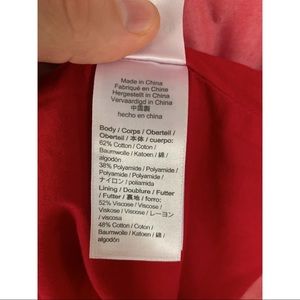 Made in China
Fabriqué en Chine
Hergestellt in China
Vervaardigd in China
中国製
hecho en china
Body / Corps / Oberteil /
Oberteil / 本体 / cuerpo:
62% Cotton / Coton /
Baumwolle / Katoen / 綿 /
algodón
38% Polyamide / Polyamide /
Polyamide / Polyamide /
ナイロン / poliamida
Lining / Doublure / Futter
/ Futter / 裏地 / forro:
52% Viscose / Viscose /
Viskose / Viscose / レーヨン
/ viscosa
48% Cotton / Coton /
Baumwolle / Katoen / 綿 /
algodón